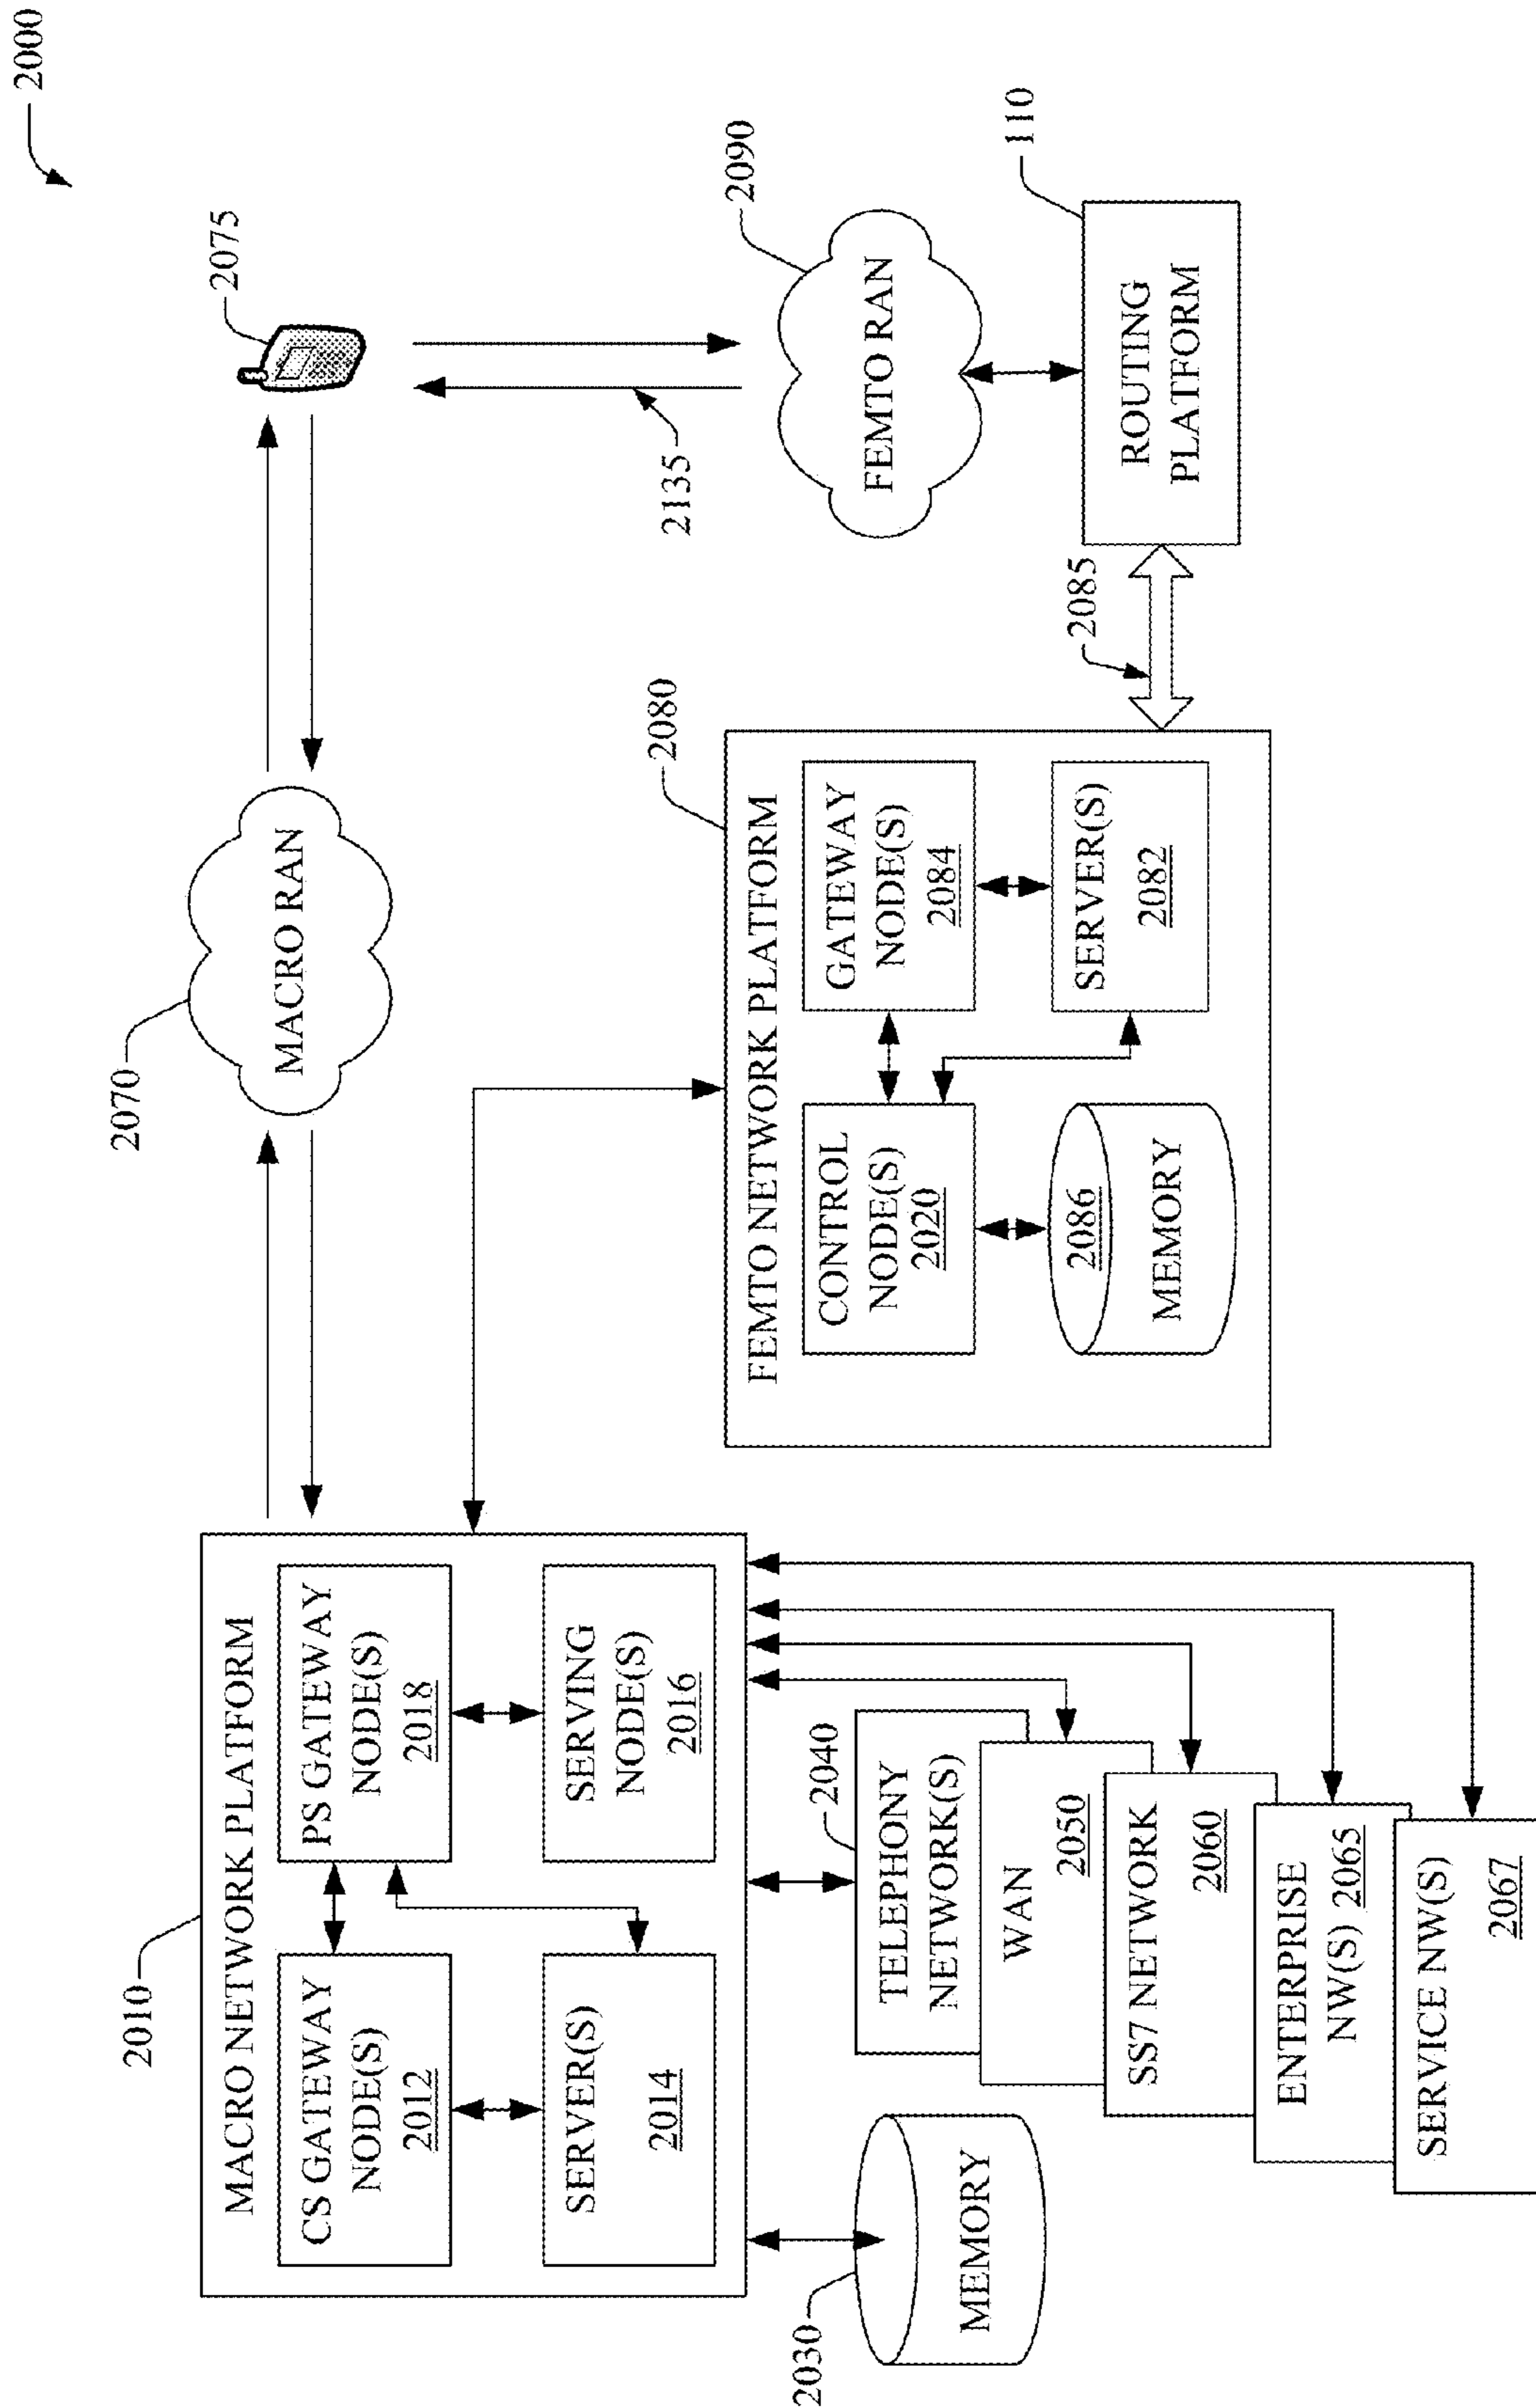 2000
2075
2070
MACRO RAN
2010
MACRO NETWORK PLATFORM
CS GATEWAY
NODE(S)
2012
PS GATEWAY
NODE(S)
2018
SERVER(S)
2014
SERVING
NODE(S)
2016
2135
2090
FEMTO RAN
2080
FEMTO NETWORK PLATFORM
CONTROL
NODE(S)
2020
GATEWAY
NODE(S)
2084
2086
MEMORY
SERVER(S)
2082
2085
110
ROUTING
PLATFORM
2030
MEMORY
2040
TELEPHONY
NETWORK(S)
WAN
2050
SS7 NETWORK
2060
ENTERPRISE
NW(S) 2065
SERVICE NW(S)
2067